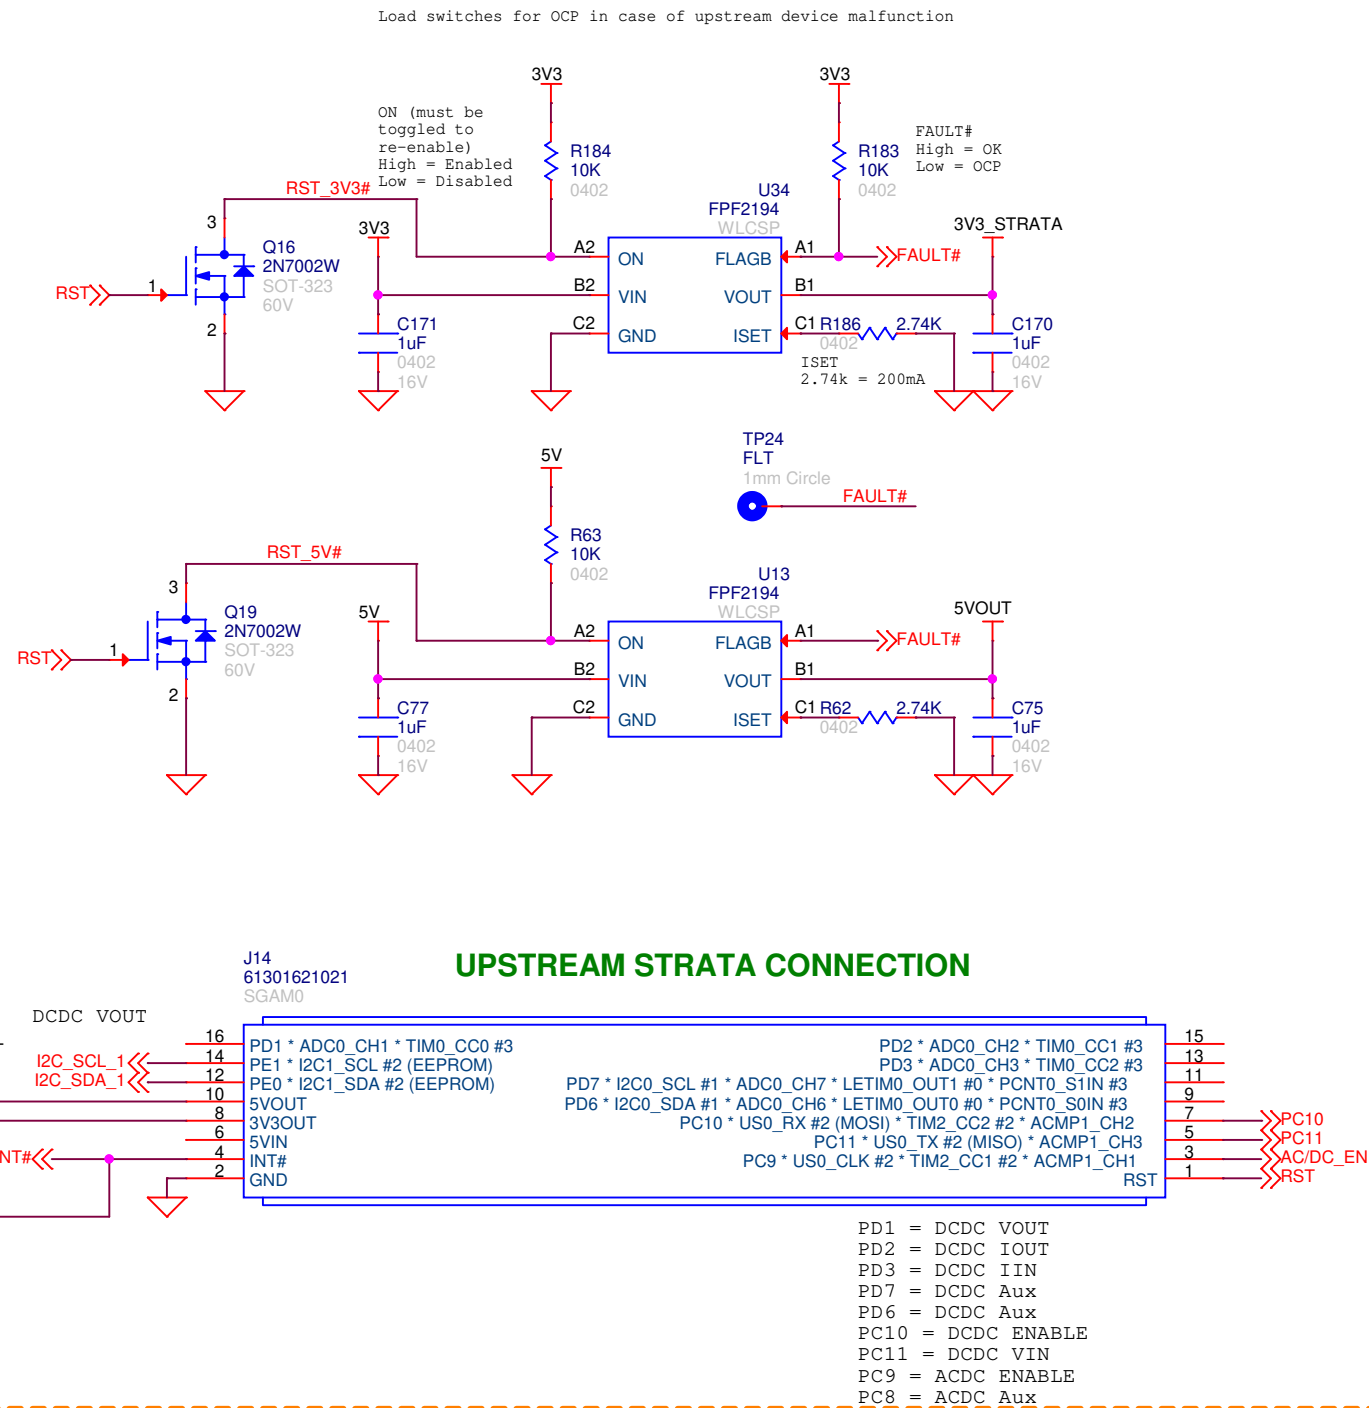 Load switches for OCP in case of upstream device malfunction
3V3
3V3
ON (must be
toggled to
re-enable)
High = Enabled
Low = Disabled
R184
10K
0402
R183
10K
0402
FAULT#
High = OK
Low = OCP
RST_3V3#
U34
FPF2194
WLCSP
3
Q16
2N7002W
SOT-323
60V
RST
1
2
3V3
A2
B2
C2
ON
VIN
GND
FLAGB
VOUT
ISET
A1
B1
C1
FAULT#
3V3_STRATA
C171
1uF
0402
16V
R186
2.74K
0402
ISET
2.74k = 200mA
C170
1uF
0402
16V
TP24
FLT
1mm Circle
FAULT#
5V
R63
10K
0402
RST_5V#
U13
FPF2194
WLCSP
3
Q19
2N7002W
SOT-323
60V
RST
1
2
5V
A2
B2
C2
ON
VIN
GND
FLAGB
VOUT
ISET
A1
B1
C1
FAULT#
5VOUT
C77
1uF
0402
16V
R62
2.74K
0402
C75
1uF
0402
16V
J14
61301621021
SGAM0
UPSTREAM STRATA CONNECTION
DCDC VOUT
16
PD1 * ADC0_CH1 * TIM0_CC0 #3
PD2 * ADC0_CH2 * TIM0_CC1 #3
15
I2C_SCL_1
14
PE1 * I2C1_SCL #2 (EEPROM)
PD3 * ADC0_CH3 * TIM0_CC2 #3
13
I2C_SDA_1
12
PE0 * I2C1_SDA #2 (EEPROM)
PD7 * I2C0_SCL #1 * ADC0_CH7 * LETIM0_OUT1 #0 * PCNT0_S1IN #3
11
10
5VOUT
PD6 * I2C0_SDA #1 * ADC0_CH6 * LETIM0_OUT0 #0 * PCNT0_S0IN #3
9
8
3V3OUT
PC10 * US0_RX #2 (MOSI) * TIM2_CC2 #2 * ACMP1_CH2
7
PC10
6
5VIN
PC11 * US0_TX #2 (MISO) * ACMP1_CH3
5
PC11
NT#
4
INT#
PC9 * US0_CLK #2 * TIM2_CC1 #2 * ACMP1_CH1
3
AC/DC_EN
2
GND
RST
1
RST
PD1 = DCDC VOUT
PD2 = DCDC IOUT
PD3 = DCDC IIN
PD7 = DCDC Aux
PD6 = DCDC Aux
PC10 = DCDC ENABLE
PC11 = DCDC VIN
PC9 = ACDC ENABLE
PC8 = ACDC Aux